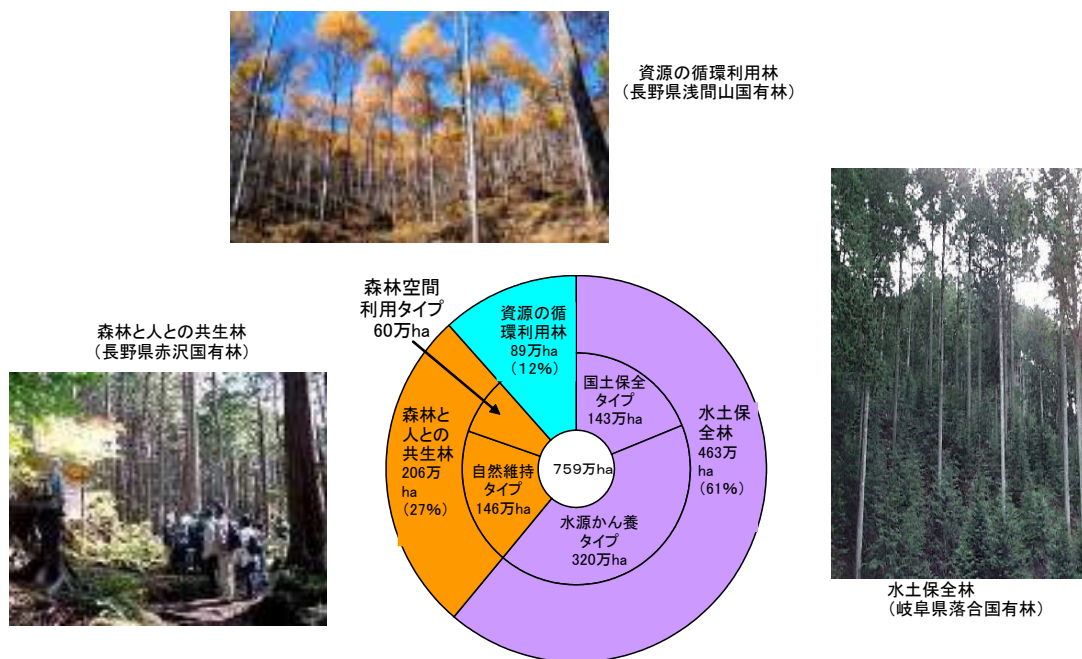 資源の循環利用林
（長野県浅間山国有林）
森林空間
利用タイプ
60万ha
資源の循
環利用林
89万ha
（12%）
森林と人との共生林
（長野県赤沢国有林）
国土保全
タイプ
143万ha
水土保
全林
463万
ha
（61%）
森林と
人との
共生林
206万
ha
（27%）
自然維持
タイプ
146万ha
759万ha
水源かん養
タイプ
320万ha
水土保全林
（岐阜県落合国有林）